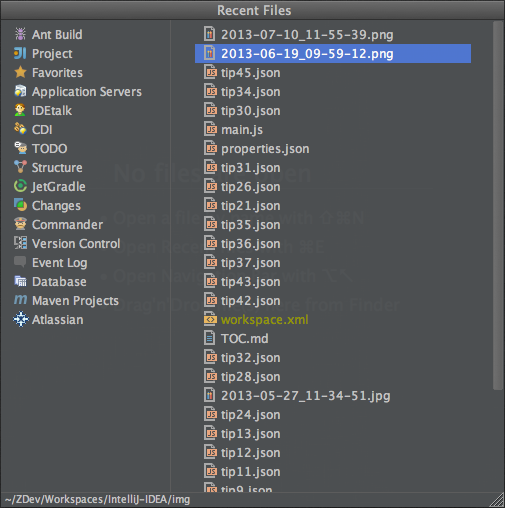 Recent Files
Ant Build
Project
Favorites
Application Servers
IDEtalk
CDI
TODO
Structure
JetGradle
Changes
Commander
Version Control
Event Log
Database
Maven Projects
Atlassian
2013-07-10_11-55-39.png
2013-06-19_09-59-12.png
tip45.json
tip34.json
tip30.json
main.js
properties.json
tip31.json
tip26.json
tip21.json
tip35.json
tip36.json
tip37.json
tip43.json
tip42.json
workspace.xml
TOC.md
tip32.json
tip28.json
2013-05-27_11-34-51.jpg
tip24.json
tip13.json
tip12.json
tip11.json
tip9.json
~/ZDev/Workspaces/IntelliJ-IDEA/img